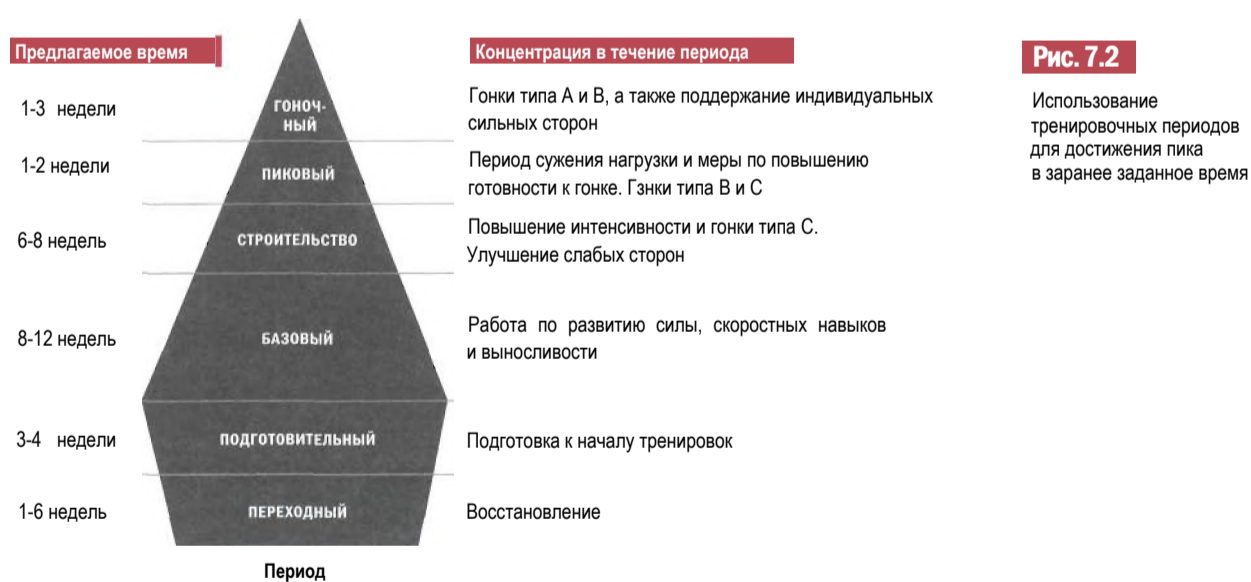 Предлагаемое время
Концентрация в течение периода
Рис. 7.2
Использование
тренировочных периодов
для достижения пика
в заранее заданное время
1-3 недели
ГОНОЧ-
НЫЙ
Гонки типа А и В, а также поддержание индивидуальных
сильных сторон
1-2 недели
ПИКОВЫЙ
Период сужения нагрузки и меры по повышению
готовности к гонке. Гзнки типа В и С
6-8 недель
СТРОИТЕЛЬСТВО
Повышение интенсивности и гонки типа С.
Улучшение слабых сторон
8-12 недель
БАЗОВЫЙ
Работа по развитию силы, скоростных навыков
и выносливости
3-4 недели
ПОДГОТОВИТЕЛЬНЫЙ
Подготовка к началу тренировок
1-6 недель
ПЕРЕХОДНЫЙ
Восстановление
Период